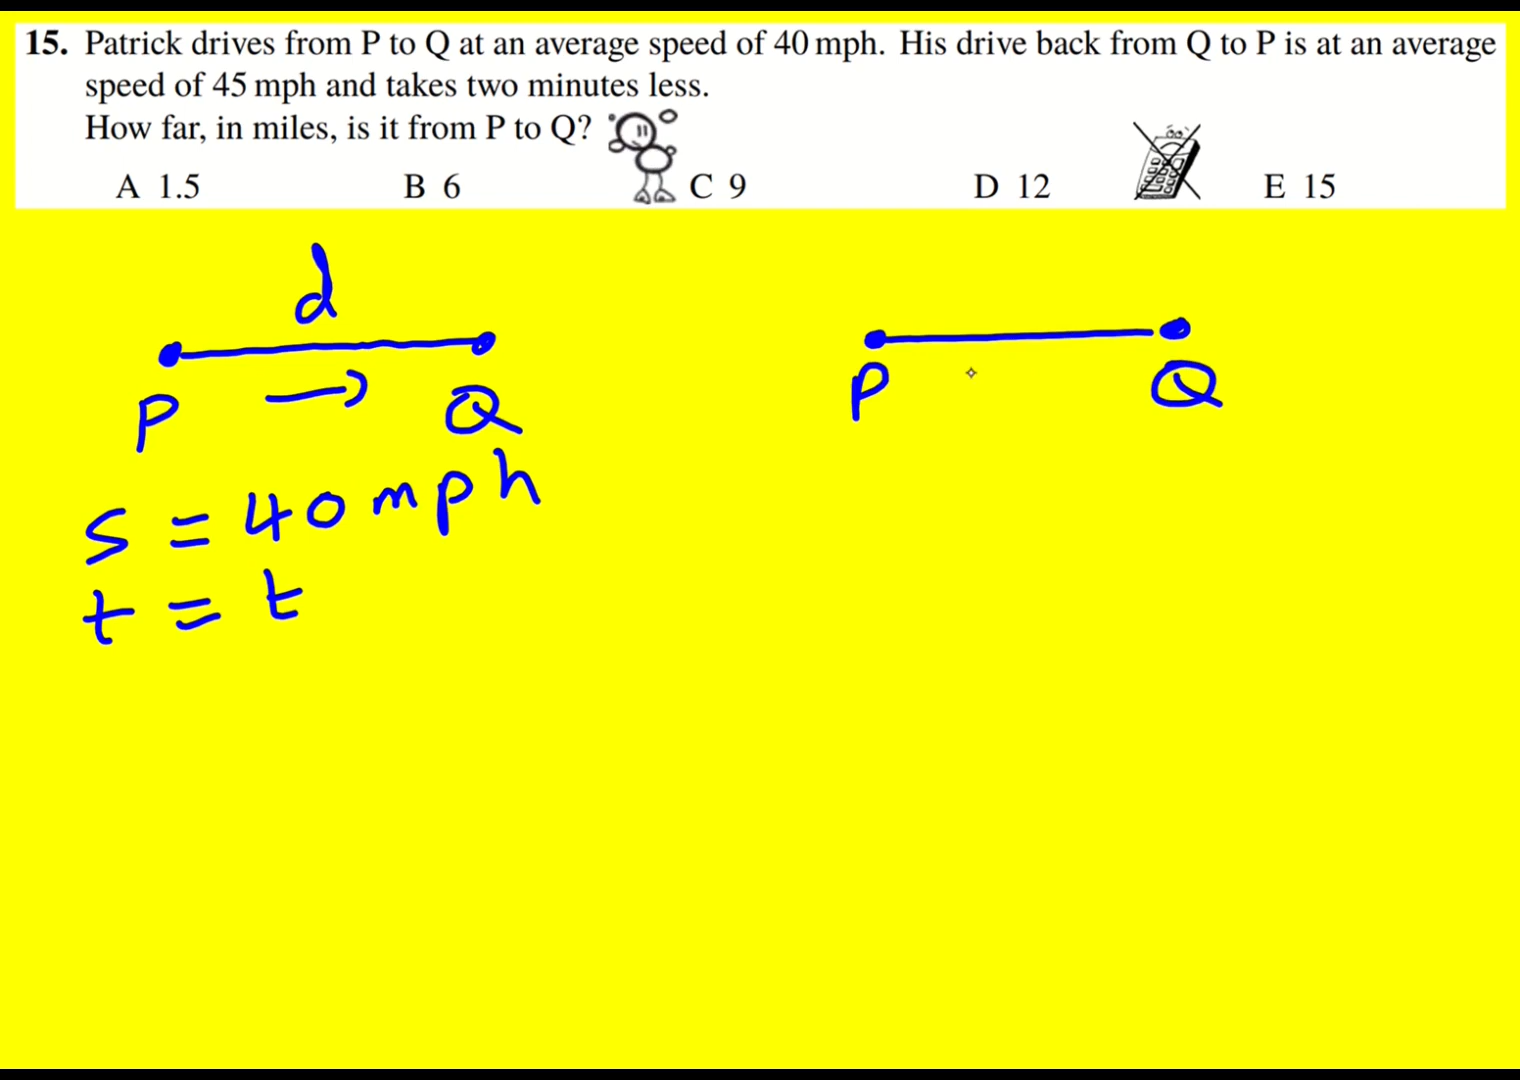 15. Patrick drives from P to Q at an average speed of 40 mph. His drive back from Q to P is at an average
speed of 45 mph and takes two minutes less.
How far, in miles, is it from P to Q?
A 1.5 B 6 C 9 D 12 E 15
d
P → Q
P Q
s = 40 mph
t = t